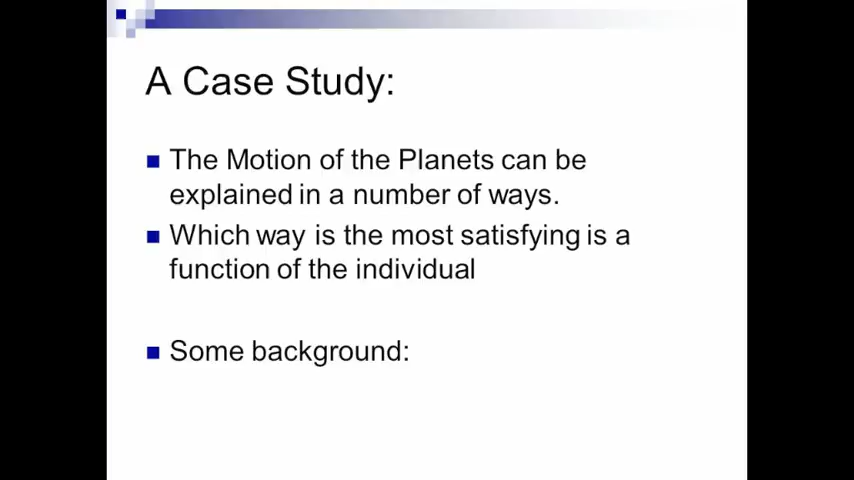 A Case Study:
The Motion of the Planets can be
explained in a number of ways.
Which way is the most satisfying is a
function of the individual
Some background: